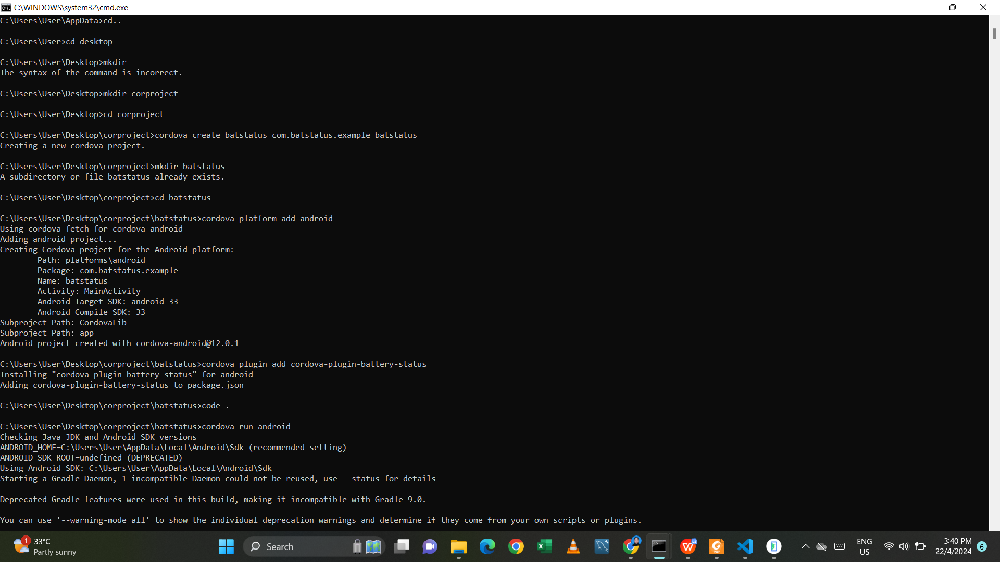 C:\WINDOWS\system32\cmd.exe
C:\Users\User\AppData>cd..
C:\Users\User>cd desktop
C:\Users\User\Desktop>mkdir
The syntax of the command is incorrect.
C:\Users\User\Desktop>mkdir corproject
C:\Users\User\Desktop>cd corproject
C:\Users\User\Desktop\corproject>cordova create batstatus com.batstatus.example batstatus
Creating a new cordova project.
C:\Users\User\Desktop\corproject>mkdir batstatus
A subdirectory or file batstatus already exists.
C:\Users\User\Desktop\corproject>cd batstatus
C:\Users\User\Desktop\corproject\batstatus>cordova platform add android
Using cordova-fetch for cordova-android
Adding android project...
Creating Cordova project for the Android platform:
Path: platforms\android
Package: com.batstatus.example
Name: batstatus
Activity: MainActivity
Android Target SDK: android-33
Android Compile SDK: 33
Subproject Path: CordovaLib
Subproject Path: app
Android project created with cordova-android@12.0.1
C:\Users\User\Desktop\corproject\batstatus>cordova plugin add cordova-plugin-battery-status
Installing "cordova-plugin-battery-status" for android
Adding cordova-plugin-battery-status to package.json
C:\Users\User\Desktop\corproject\batstatus>code .
C:\Users\User\Desktop\corproject\batstatus>cordova run android
Checking Java JDK and Android SDK versions
ANDROID_HOME=C:\Users\User\AppData\Local\Android\Sdk (recommended setting)
ANDROID_SDK_ROOT=undefined (DEPRECATED)
Using Android SDK: C:\Users\User\AppData\Local\Android\Sdk
Starting a Gradle Daemon, 1 incompatible Daemon could not be reused, use --status for details
Deprecated Gradle features were used in this build, making it incompatible with Gradle 9.0.
You can use '--warning-mode all' to show the individual deprecation warnings and determine if they come from your own scripts or plugins.
1
33°C
Partly sunny
Search
ENG
US
3:40 PM
22/4/2024
6